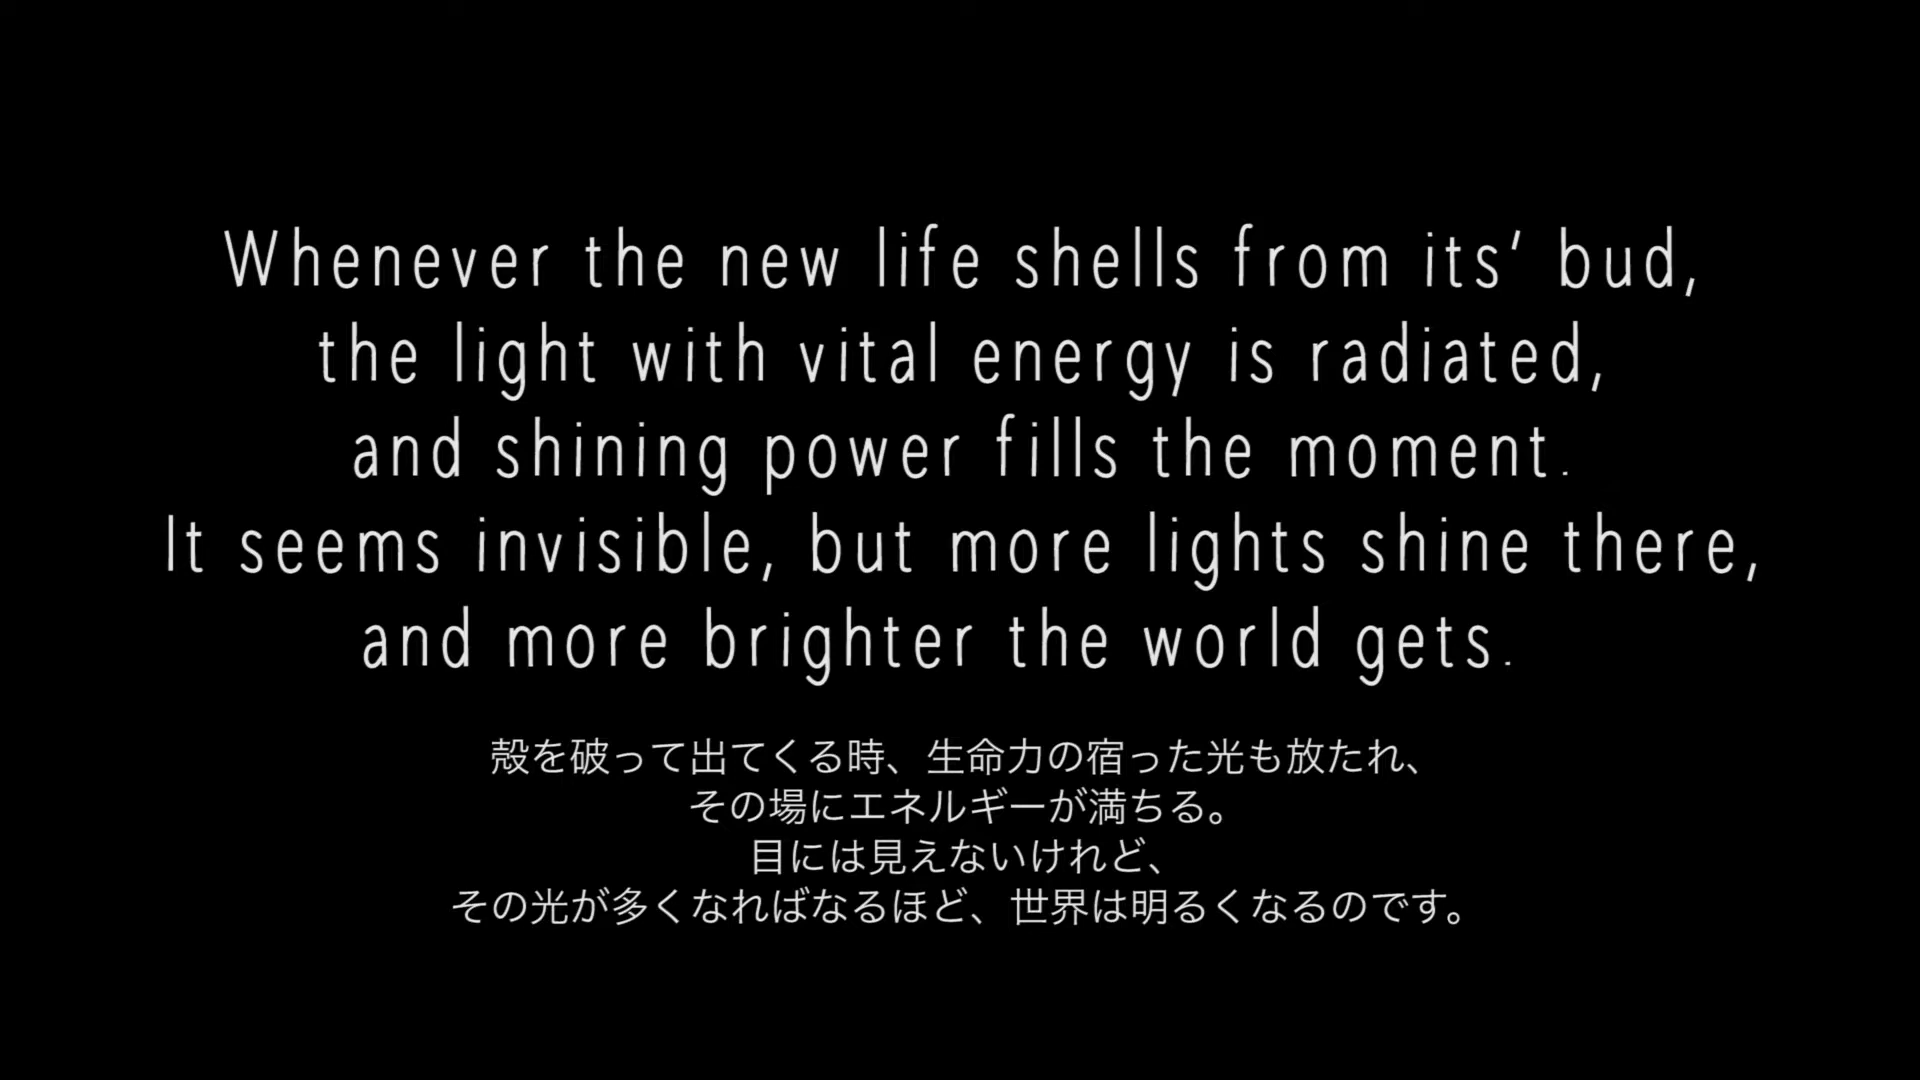 Whenever the new life shells from its' bud,
the light with vital energy is radiated,
and shining power fills the moment.
It seems invisible, but more lights shine there,
and more brighter the world gets.
殻を破って出てくる時、生命力の宿った光も放たれ、
その場にエネルギーが満ちる。
目には見えないけれど、
その光が多くなればなるほど、世界は明るくなるのです。